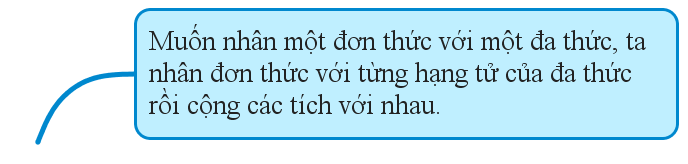 Muốn nhân một đơn thức với một đa thức, ta
nhân đơn thức với từng hạng tử của đa thức
rồi cộng các tích với nhau.